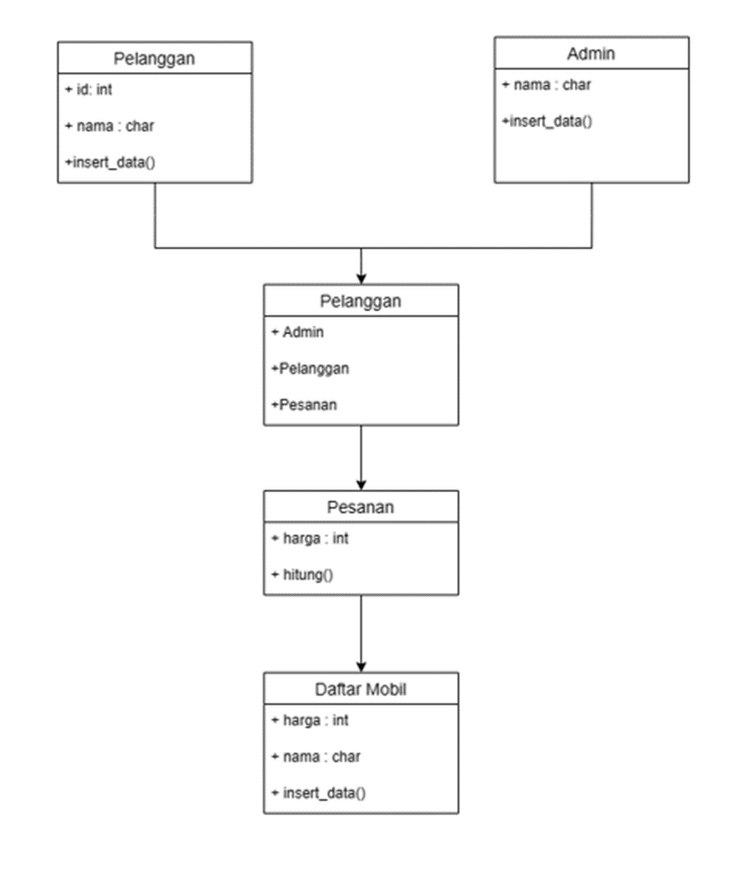 Pelanggan
+ id: int
+ nama : char
+insert_data()
Admin
+ nama : char
+insert_data()
Pelanggan
+ Admin
+Pelanggan
+Pesanan
Pesanan
+ harga : int
+ hitung()
Daftar Mobil
+ harga : int
+ nama : char
+ insert_data()